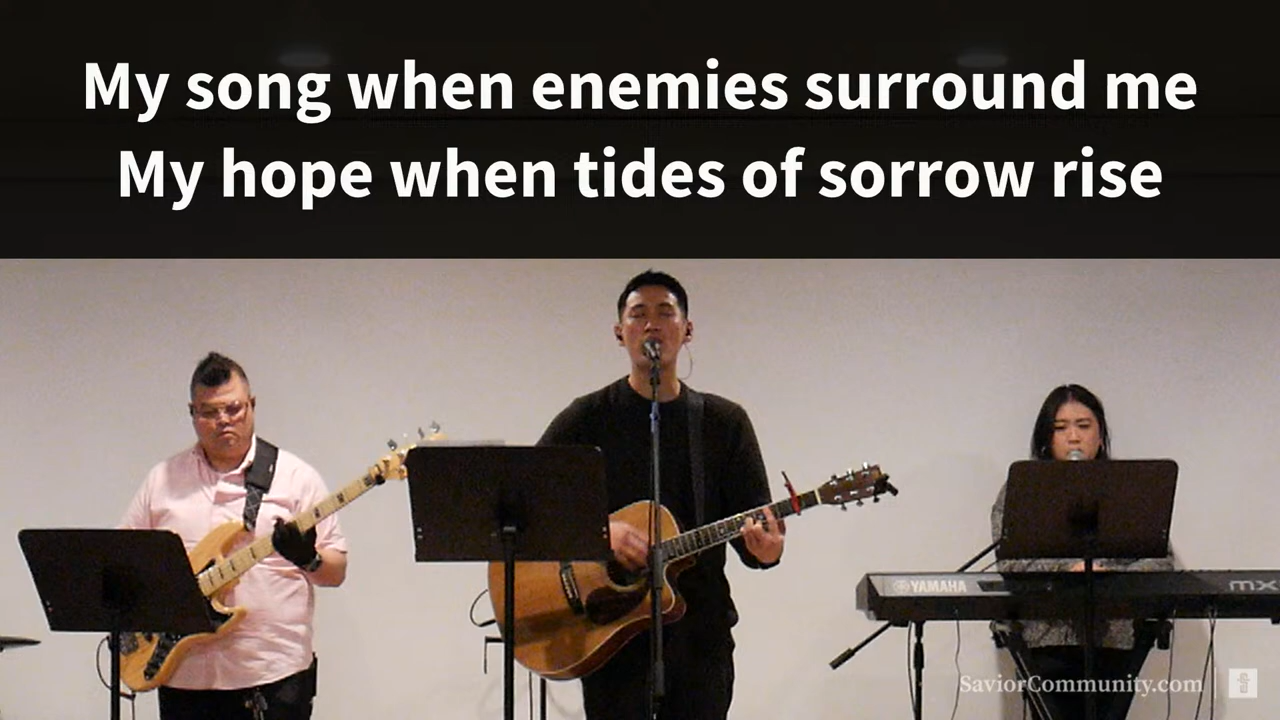 My song when enemies surround me
My hope when tides of sorrow rise
YAMAHA
MX
SaviorCommunity.com